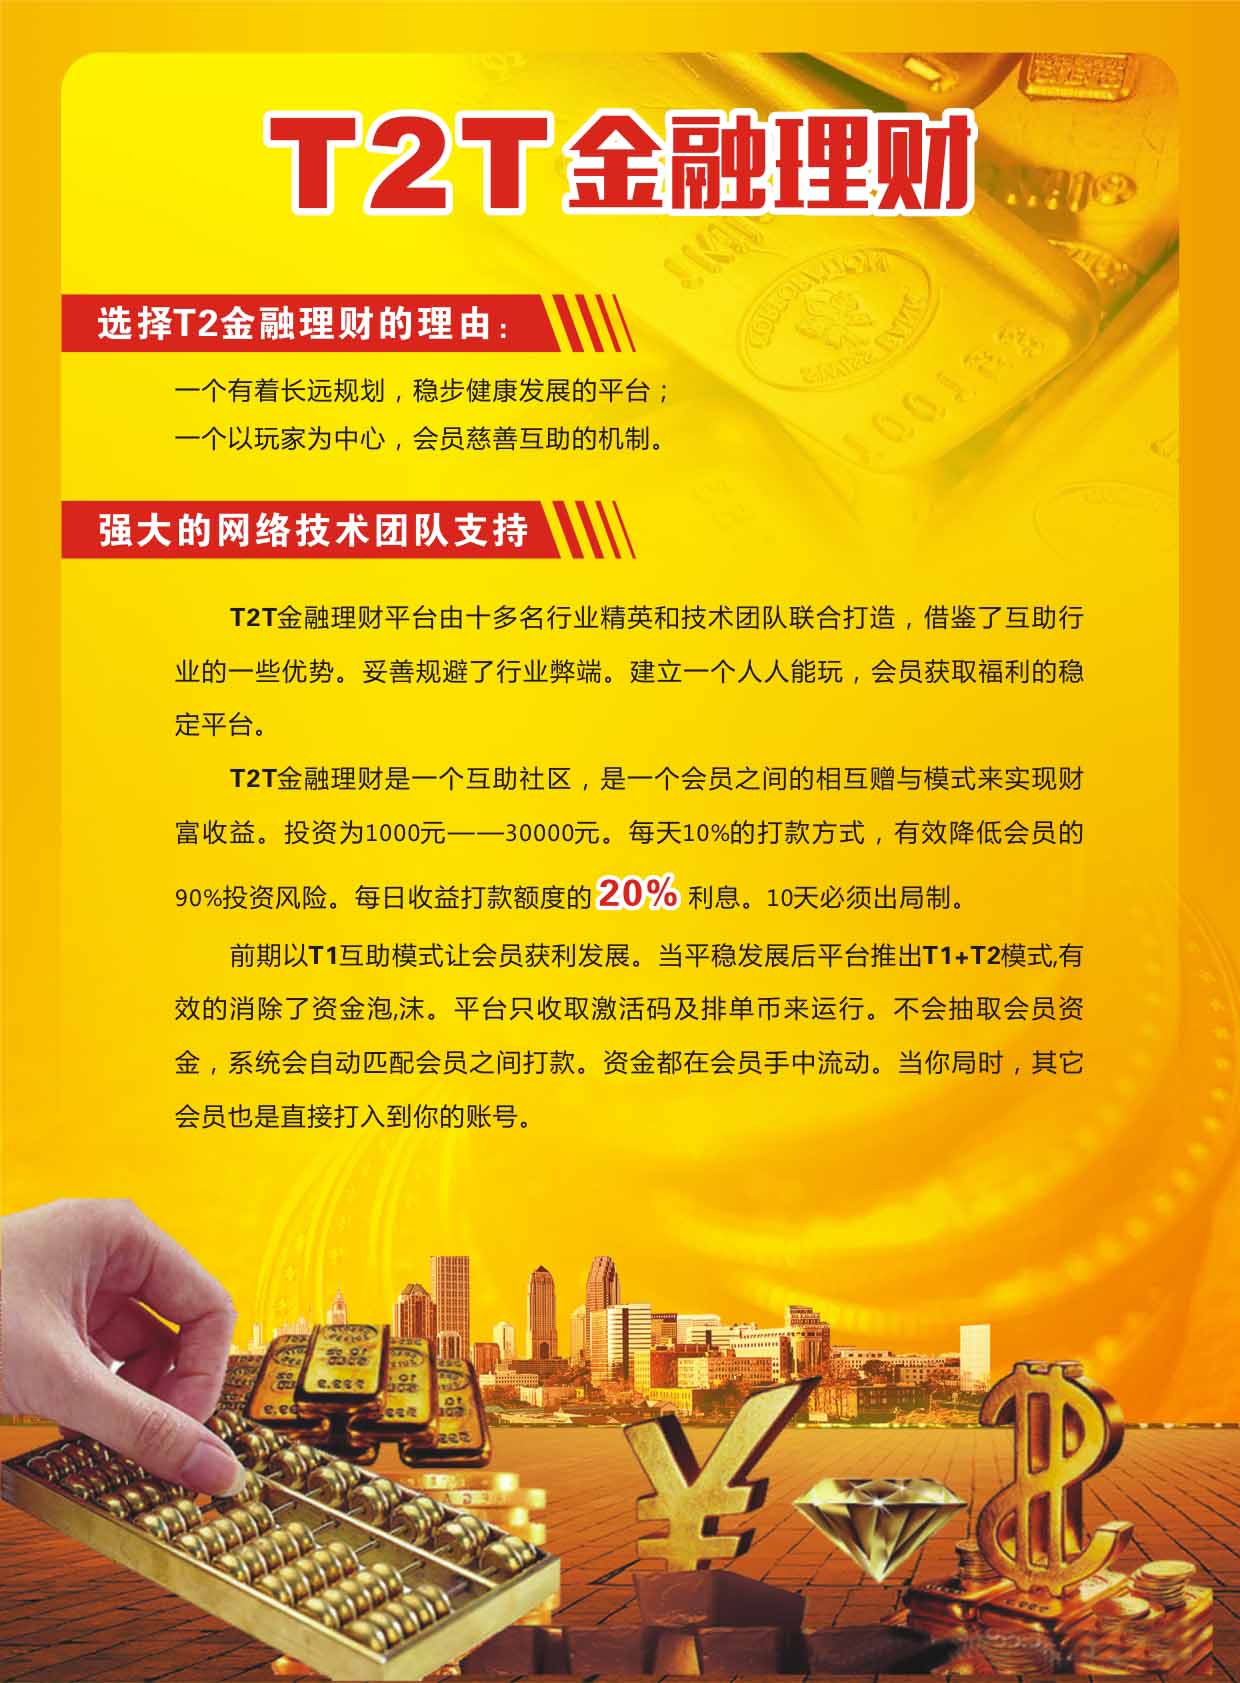 T2T金融理财
选择T2金融理财的理由：
一个有着长远规划，稳步健康发展的平台；
一个以玩家为中心，会员慈善互助的机制。
强大的网络技术团队支持
T2T金融理财平台由十多名行业精英和技术团队联合打造，借鉴了互助行
业的一些优势。妥善规避了行业弊端。建立一个人人能玩，会员获取福利的稳
定平台。
T2T金融理财是一个互助社区，是一个会员之间的相互赠与模式来实现财
富收益。投资为1000元——30000元。每天10%的打款方式，有效降低会员的
90%投资风险。每日收益打款额度的20%利息。10天必须出局制。
前期以T1互助模式让会员获利发展。当平稳发展后平台推出T1+T2模式,有
效的消除了资金泡,沫。平台只收取激活码及排单币来运行。不会抽取会员资
金，系统会自动匹配会员之间打款。资金都在会员手中流动。当你局时，其它
会员也是直接打入到你的账号。